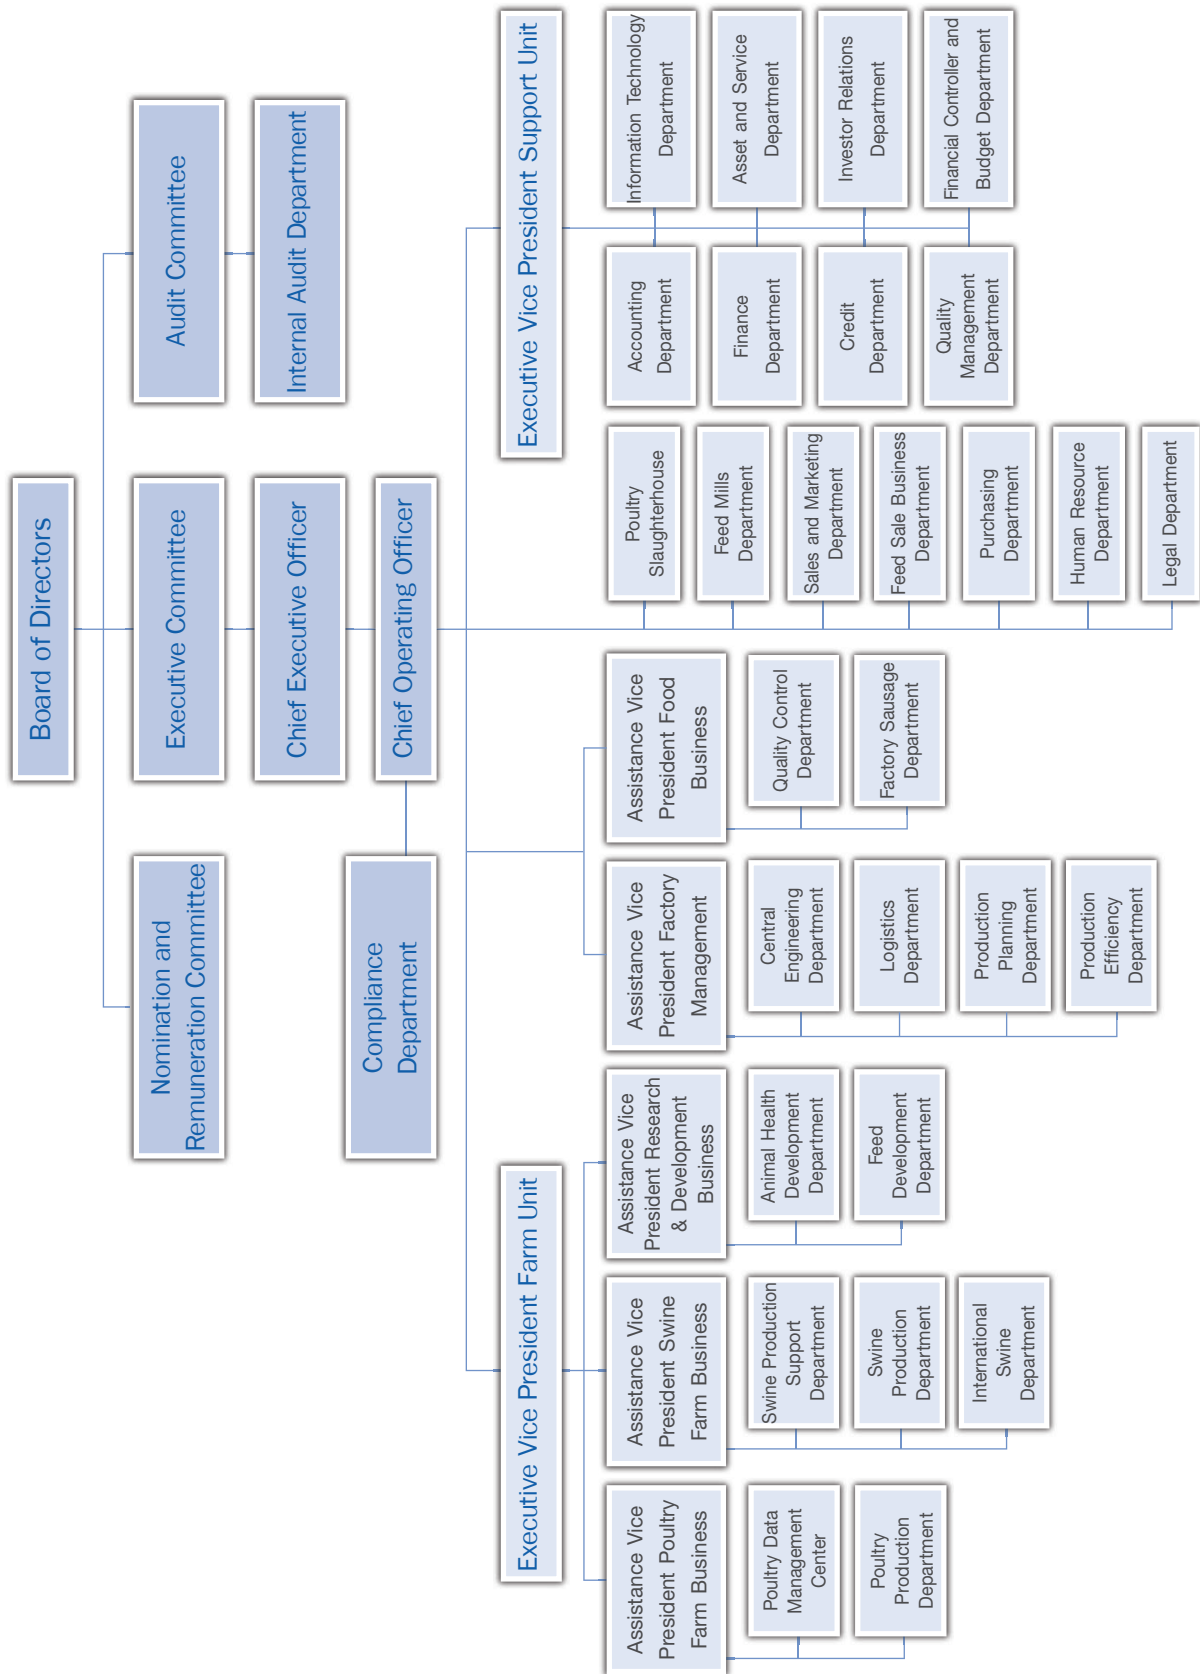 Board of Directors
Nomination and
Remuneration Committee
Executive Committee
Audit Committee
Chief Executive Officer
Internal Audit Department
Compliance
Department
Chief Operating Officer
Executive Vice President Farm Unit
Executive Vice President Support Unit
Assistance Vice
President Poultry
Farm Business
Poultry Data
Management
Center
Poultry
Production
Department
Assistance Vice
President Swine
Farm Business
Swine Production
Support
Department
Swine
Production
Department
International
Swine
Department
Assistance Vice
President Research
& Development
Business
Animal Health
Development
Department
Feed
Development
Department
Assistance Vice
President Factory
Management
Central
Engineering
Department
Logistics
Department
Production
Planning
Department
Production
Efficiency
Department
Assistance Vice
President Food
Business
Quality Control
Department
Factory Sausage
Department
Poultry
Slaughterhouse
Feed Mills
Department
Sales and Marketing
Department
Feed Sale Business
Department
Purchasing
Department
Human Resource
Department
Legal Department
Accounting
Department
Information Technology
Department
Finance
Department
Asset and Service
Department
Credit
Department
Investor Relations
Department
Quality
Management
Department
Financial Controller and
Budget Department